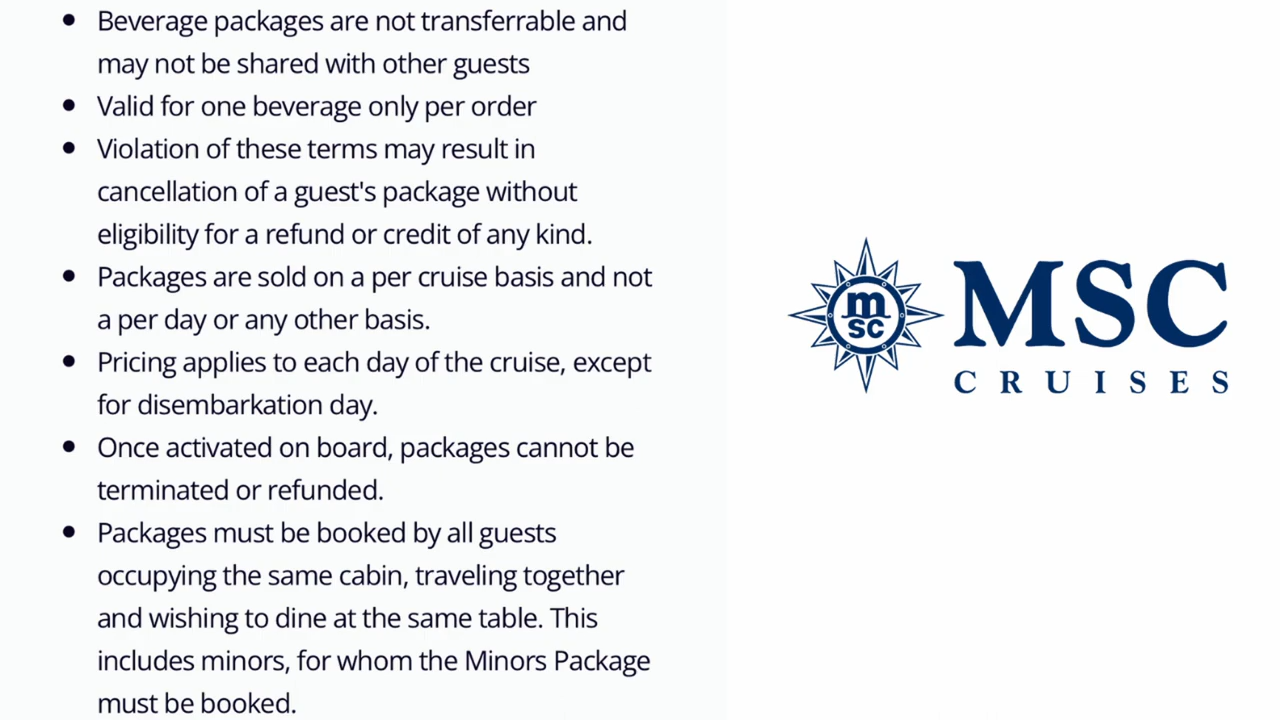 Beverage packages are not transferrable and
may not be shared with other guests
Valid for one beverage only per order
Violation of these terms may result in
cancellation of a guest's package without
eligibility for a refund or credit of any kind.
Packages are sold on a per cruise basis and not
a per day or any other basis.
Pricing applies to each day of the cruise, except
for disembarkation day.
Once activated on board, packages cannot be
terminated or refunded.
Packages must be booked by all guests
occupying the same cabin, traveling together
and wishing to dine at the same table. This
includes minors, for whom the Minors Package
must be booked.
m
SC
MSC
CRUISES